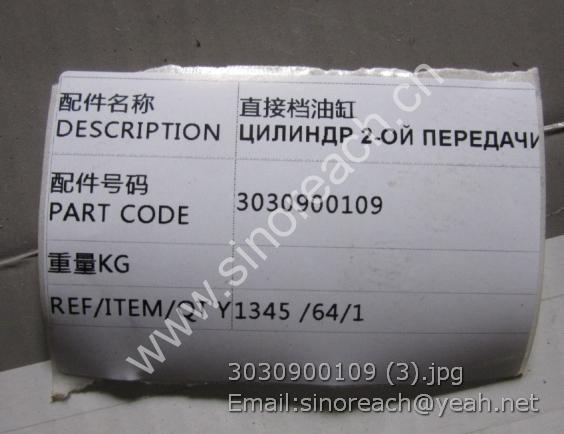 配件名称 直接档油缸
DESCRIPTION ЦИЛИНДР 2-ОЙ ПЕРЕДАЧИ
配件号码
PART CODE 3030900109
重量KG
REF/ITEM/QTY 1345 /64/1
www.sinoreach.cn
3030900109 (3).jpg
Email:sinoreach@yeah.net